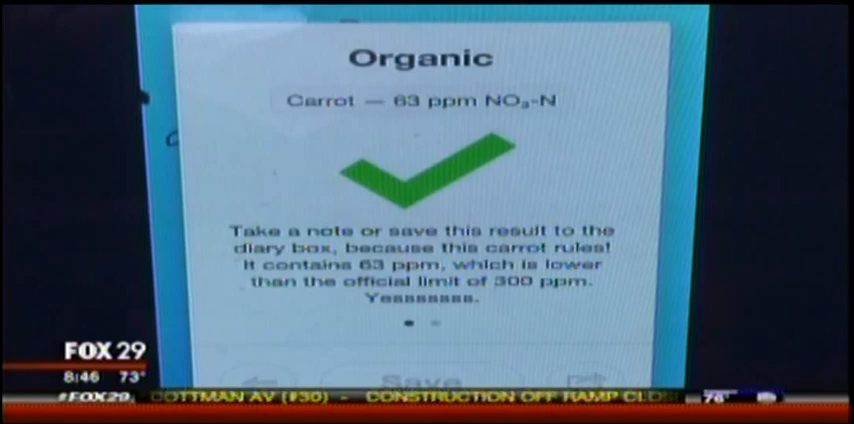 Organic
Carrot — 63 ppm NO₃-N
Take a note or save this result to the
diary box, because this carrot rules!
It contains 63 ppm, which is lower
than the official limit of 300 ppm.
Yesssssss.
Save
FOX 29
8:46 73°
#FOX29
COTTMAN AV (#30) - CONSTRUCTION OFF RAMP CLO
76°